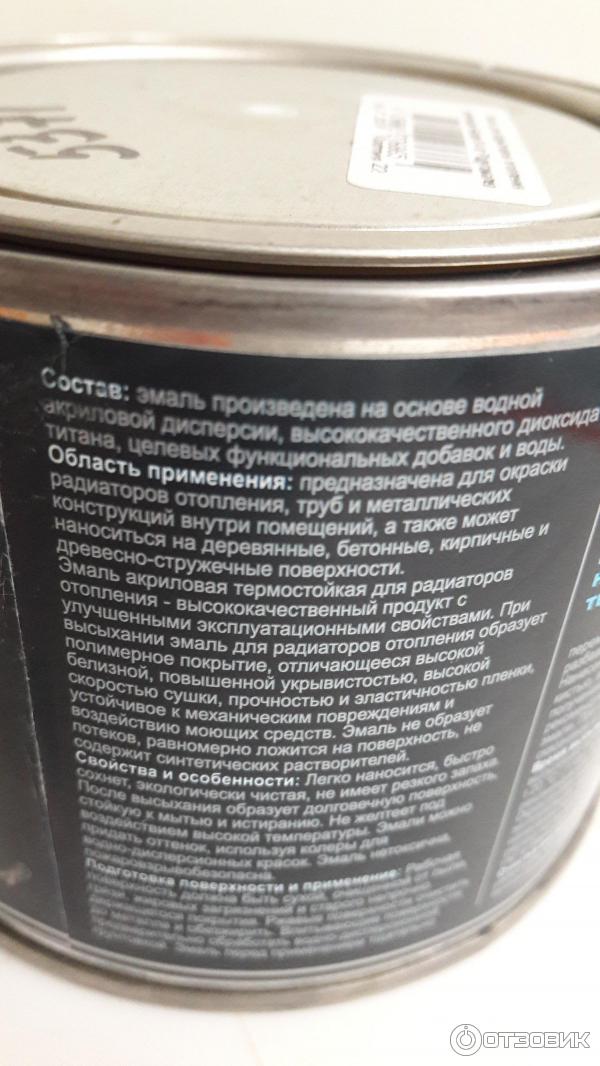 5541
Состав: эмаль произведена на основе водной
акриловой дисперсии, высококачественного диоксида
титана, целевых функциональных добавок и воды.
Область применения: предназначена для окраски
радиаторов отопления, труб и металлических
конструкций внутри помещений, а также может
наноситься на деревянные, бетонные, кирпичные и
древесно-стружечные поверхности.
Эмаль акриловая термостойкая для радиаторов
отопления - высококачественный продукт с
улучшенными эксплуатационными свойствами. При
высыхании эмаль для радиаторов отопления образует
полимерное покрытие, отличающееся высокой
белизной, повышенной укрывистостью, высокой
скоростью сушки, прочностью и эластичностью пленки,
устойчивое к механическим повреждениям и
воздействию моющих средств. Эмаль не образует
потеков, равномерно ложится на поверхность, не
содержит синтетических растворителей.
Свойства и особенности: Легко наносится, быстро
сохнет, экологически чистая, не имеет резкого запаха.
После высыхания образует долговечную поверхность,
стойкую к мытью и истиранию. Не желтеет под
воздействием высокой температуры. Эмали можно
придать оттенок, используя колеры для
водно-дисперсионных красок. Эмаль нетоксична,
пожаровзрывобезопасна.
Подготовка поверхности и применение: Рабочая
поверхность должна быть сухой,
ОТЗОВИК